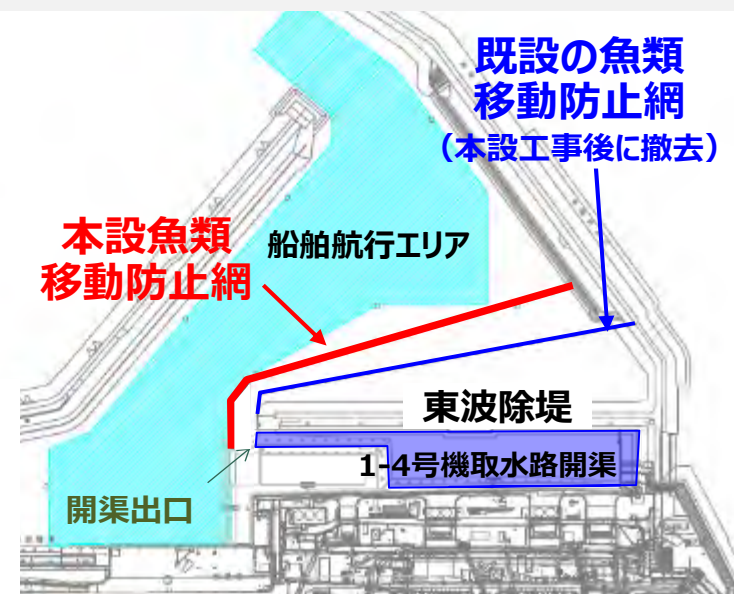 既設の魚類
移動防止網
（本設工事後に撤去）
本設魚類
移動防止網
船舶航行エリア
東波除堤
1-4号機取水路開渠
開渠出口